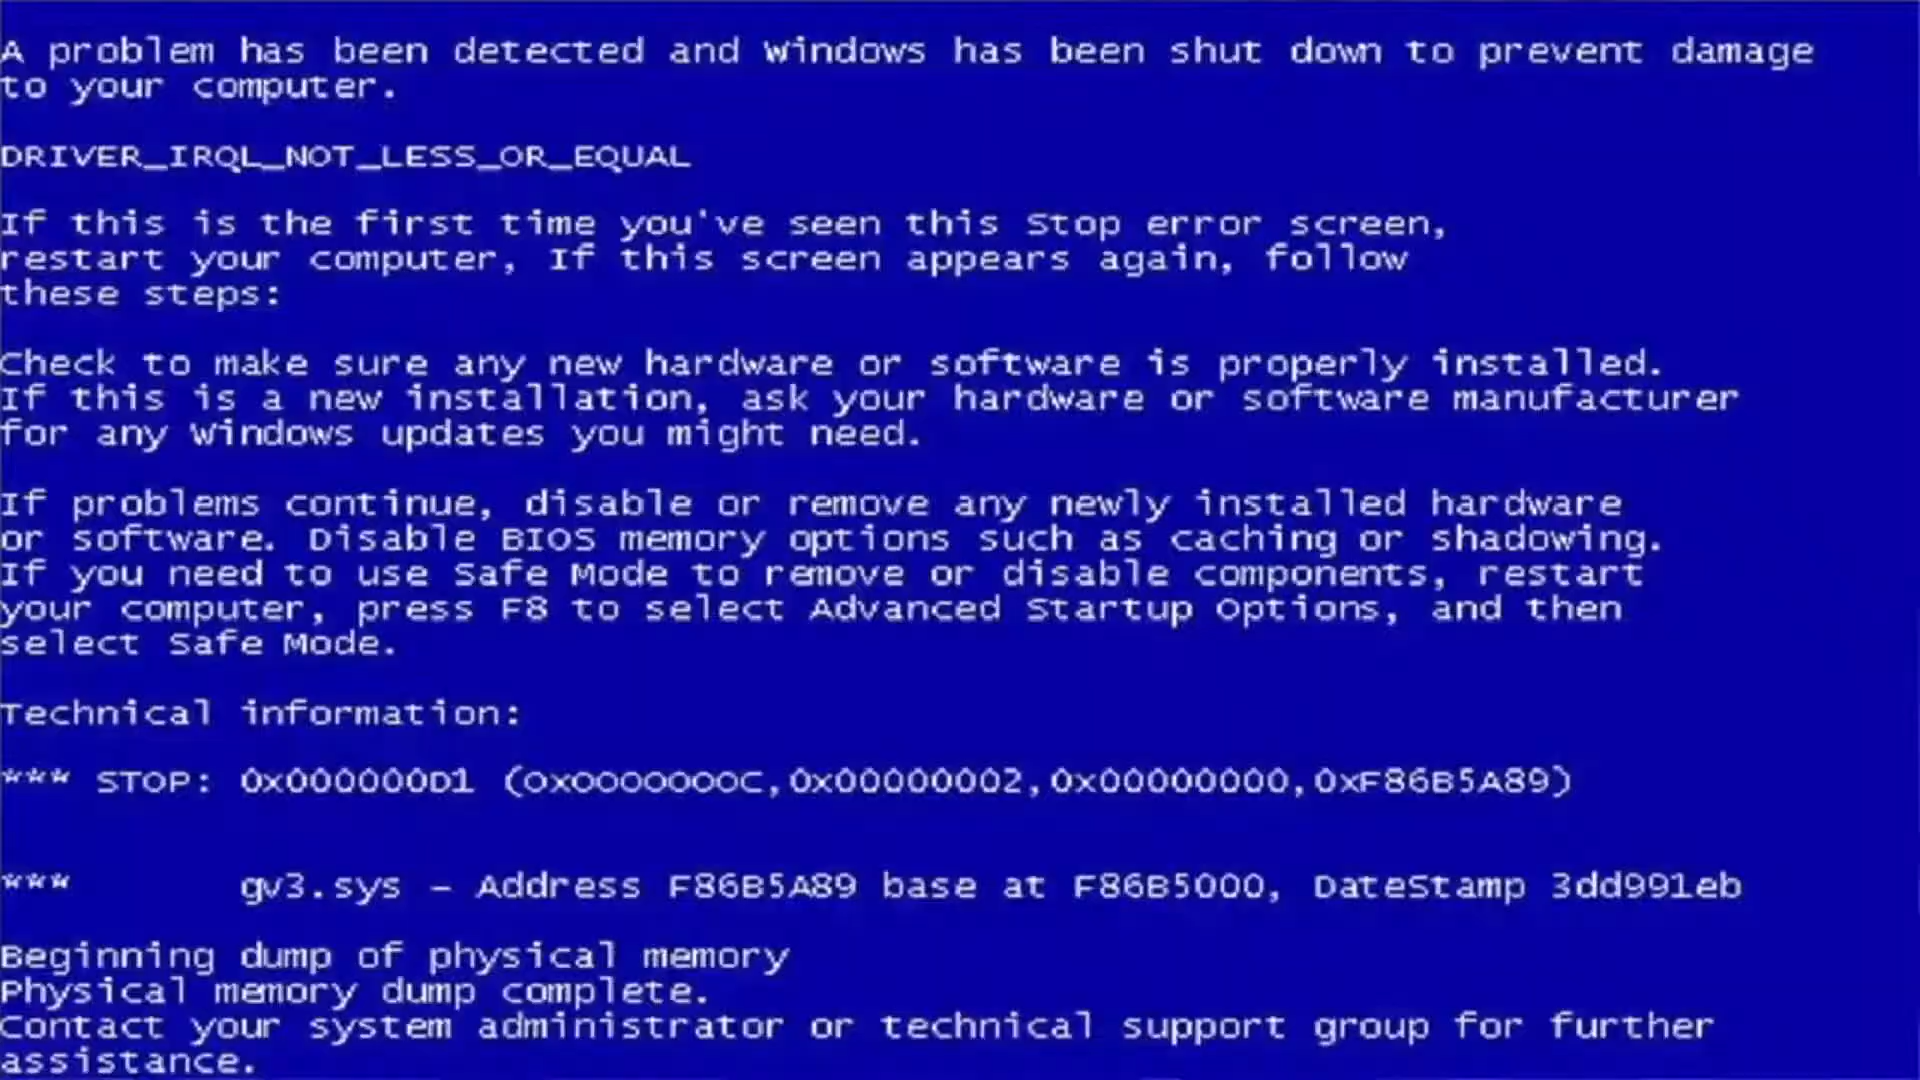 A problem has been detected and windows has been shut down to prevent damage
to your computer.
DRIVER_IRQL_NOT_LESS_OR_EQUAL
If this is the first time you've seen this Stop error screen,
restart your computer, If this screen appears again, follow
these steps:
Check to make sure any new hardware or software is properly installed.
If this is a new installation, ask your hardware or software manufacturer
for any windows updates you might need.
If problems continue, disable or remove any newly installed hardware
or software. Disable BIOS memory options such as caching or shadowing.
If you need to use Safe Mode to remove or disable components, restart
your computer, press F8 to select Advanced Startup Options, and then
select Safe Mode.
Technical information:
*** STOP: 0x000000D1 (0x0000000C,0x00000002,0x00000000,0xF86B5A89)
*** gv3.sys - Address F86B5A89 base at F86B5000, DateStamp 3dd991eb
Beginning dump of physical memory
Physical memory dump complete.
Contact your system administrator or technical support group for further
assistance.